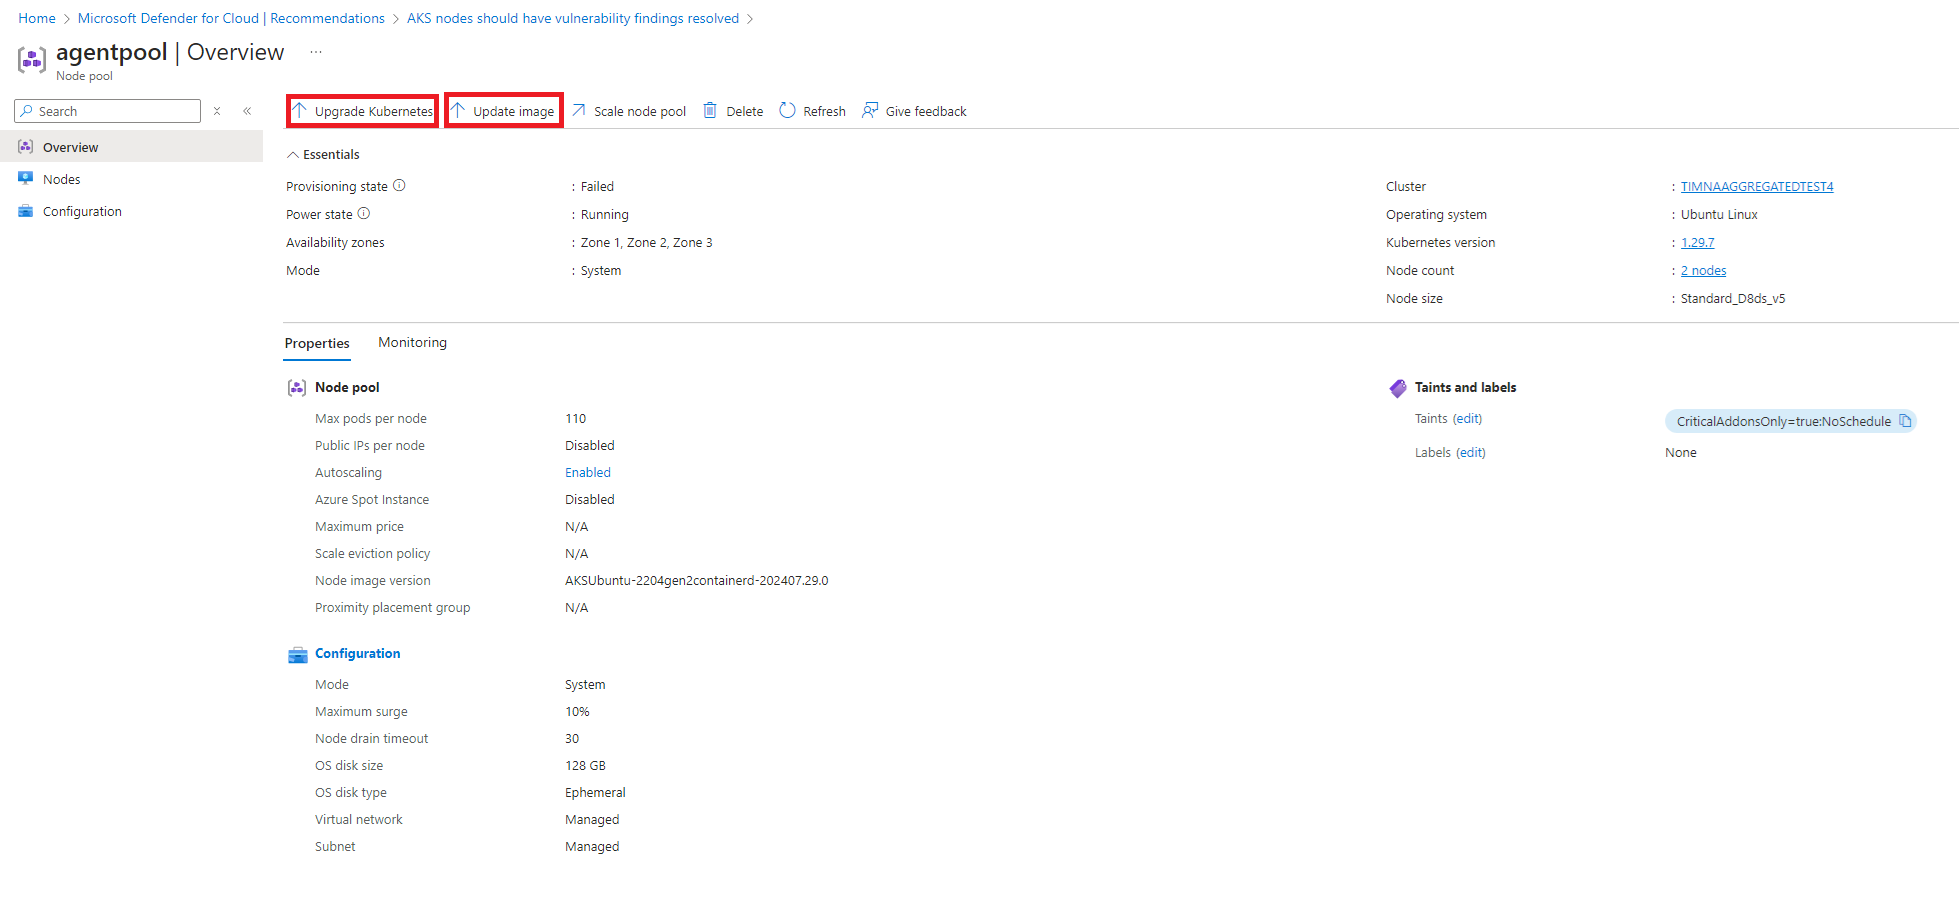 Home > Microsoft Defender for Cloud | Recommendations > AKS nodes should have vulnerability findings resolved >
agentpool | Overview ...
Node pool
Search
Overview
Nodes
Configuration
Upgrade Kubernetes Update image Scale node pool Delete Refresh Give feedback
Essentials
Provisioning state : Failed
Power state : Running
Availability zones : Zone 1, Zone 2, Zone 3
Mode : System
Cluster : TIMNAAGGREGATEDTEST4
Operating system : Ubuntu Linux
Kubernetes version : 1.29.7
Node count : 2 nodes
Node size : Standard_D8ds_v5
Properties Monitoring
Node pool
Max pods per node 110
Public IPs per node Disabled
Autoscaling Enabled
Azure Spot Instance Disabled
Maximum price N/A
Scale eviction policy N/A
Node image version AKSUbuntu-2204gen2containerd-202407.29.0
Proximity placement group N/A
Configuration
Mode System
Maximum surge 10%
Node drain timeout 30
OS disk size 128 GB
OS disk type Ephemeral
Virtual network Managed
Subnet Managed
Taints and labels
Taints (edit) CriticalAddonsOnly=true:NoSchedule
Labels (edit) None